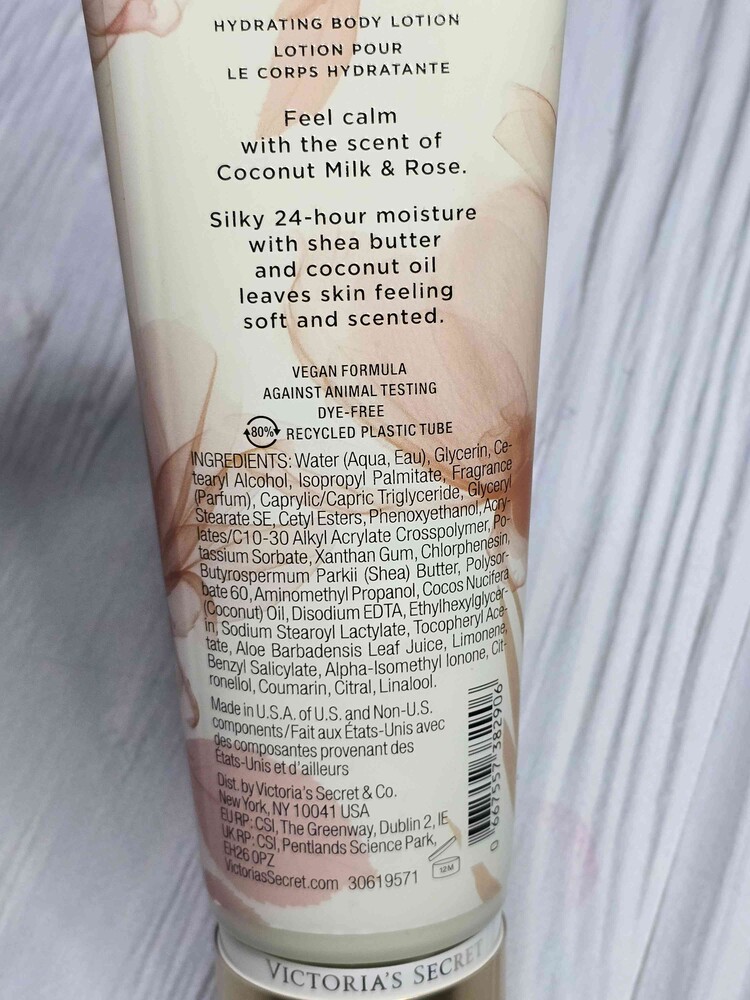 HYDRATING BODY LOTION
LOTION POUR
LE CORPS HYDRATANTE
Feel calm
with the scent of
Coconut Milk & Rose.
Silky 24-hour moisture
with shea butter
and coconut oil
leaves skin feeling
soft and scented.
VEGAN FORMULA
AGAINST ANIMAL TESTING
DYE-FREE
80% RECYCLED PLASTIC TUBE
INGREDIENTS: Water (Aqua, Eau), Glycerin, Ce-
tearyl Alcohol, Isopropyl Palmitate, Fragrance
(Parfum), Caprylic/Capric Triglyceride, Glyceryl
Stearate SE, Cetyl Esters, Phenoxyethanol, Acry-
lates/C10-30 Alkyl Acrylate Crosspolymer, Po-
tassium Sorbate, Xanthan Gum, Chlorphenesin,
Butyrospermum Parkii (Shea) Butter, Polysor-
bate 60, Aminomethyl Propanol, Cocos Nucifera
(Coconut) Oil, Disodium EDTA, Ethylhexylglycer-
in, Sodium Stearoyl Lactylate, Tocopheryl Ace-
tate, Aloe Barbadensis Leaf Juice, Limonene,
Benzyl Salicylate, Alpha-Isomethyl Ionone, Cit-
ronellol, Coumarin, Citral, Linalool.
Made in U.S.A. of U.S. and Non-U.S.
components/Fait aux États-Unis avec
des composantes provenant des
États-Unis et d'ailleurs
Dist. by Victoria's Secret & Co.
New York, NY 10041 USA
EU RP: CSI, The Greenway, Dublin 2, IE
UK RP: CSI, Pentlands Science Park,
EH26 0PZ
VictoriasSecret.com 30619571
12M
0 667557 382906
VICTORIA'S SECRET